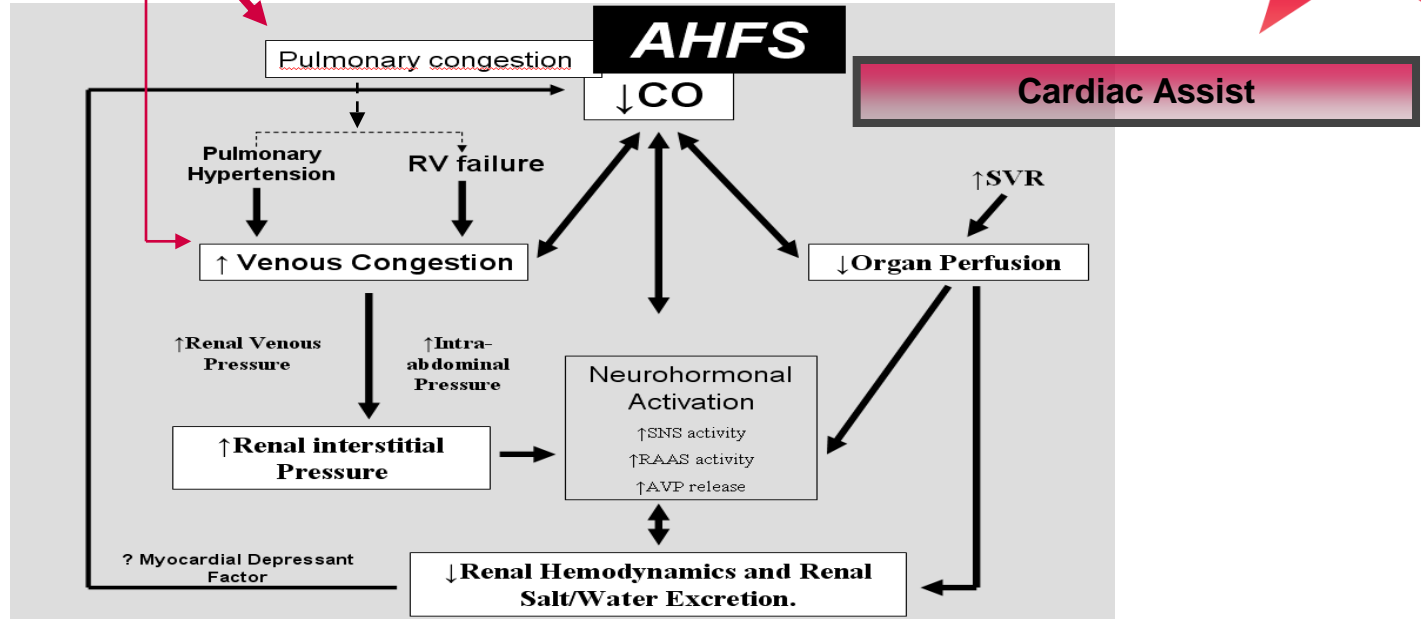 AHFS
Pulmonary congestion
↓CO
Cardiac Assist
Pulmonary
Hypertension
RV failure
↑SVR
↑ Venous Congestion
↓Organ Perfusion
↑Renal Venous
Pressure
↑Intra-
abdominal
Pressure
Neurohormonal
Activation
↑SNS activity
↑RAAS activity
↑AVP release
↑Renal interstitial
Pressure
? Myocardial Depressant
Factor
↓Renal Hemodynamics and Renal
Salt/Water Excretion.